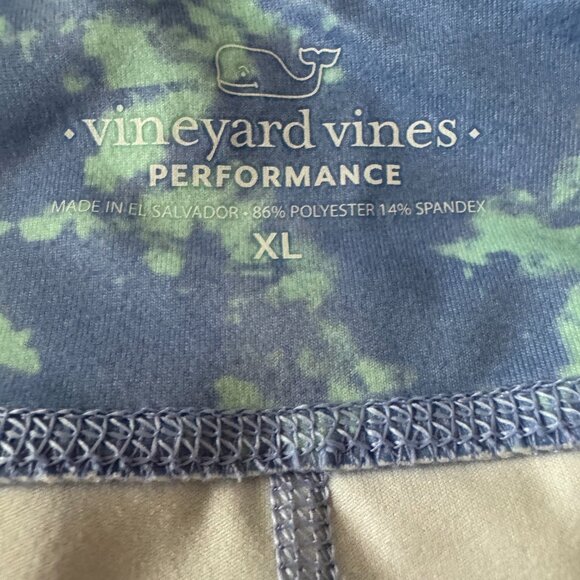 · vineyard vines ·
PERFORMANCE
MADE IN EL SALVADOR · 86% POLYESTER 14% SPANDEX
XL